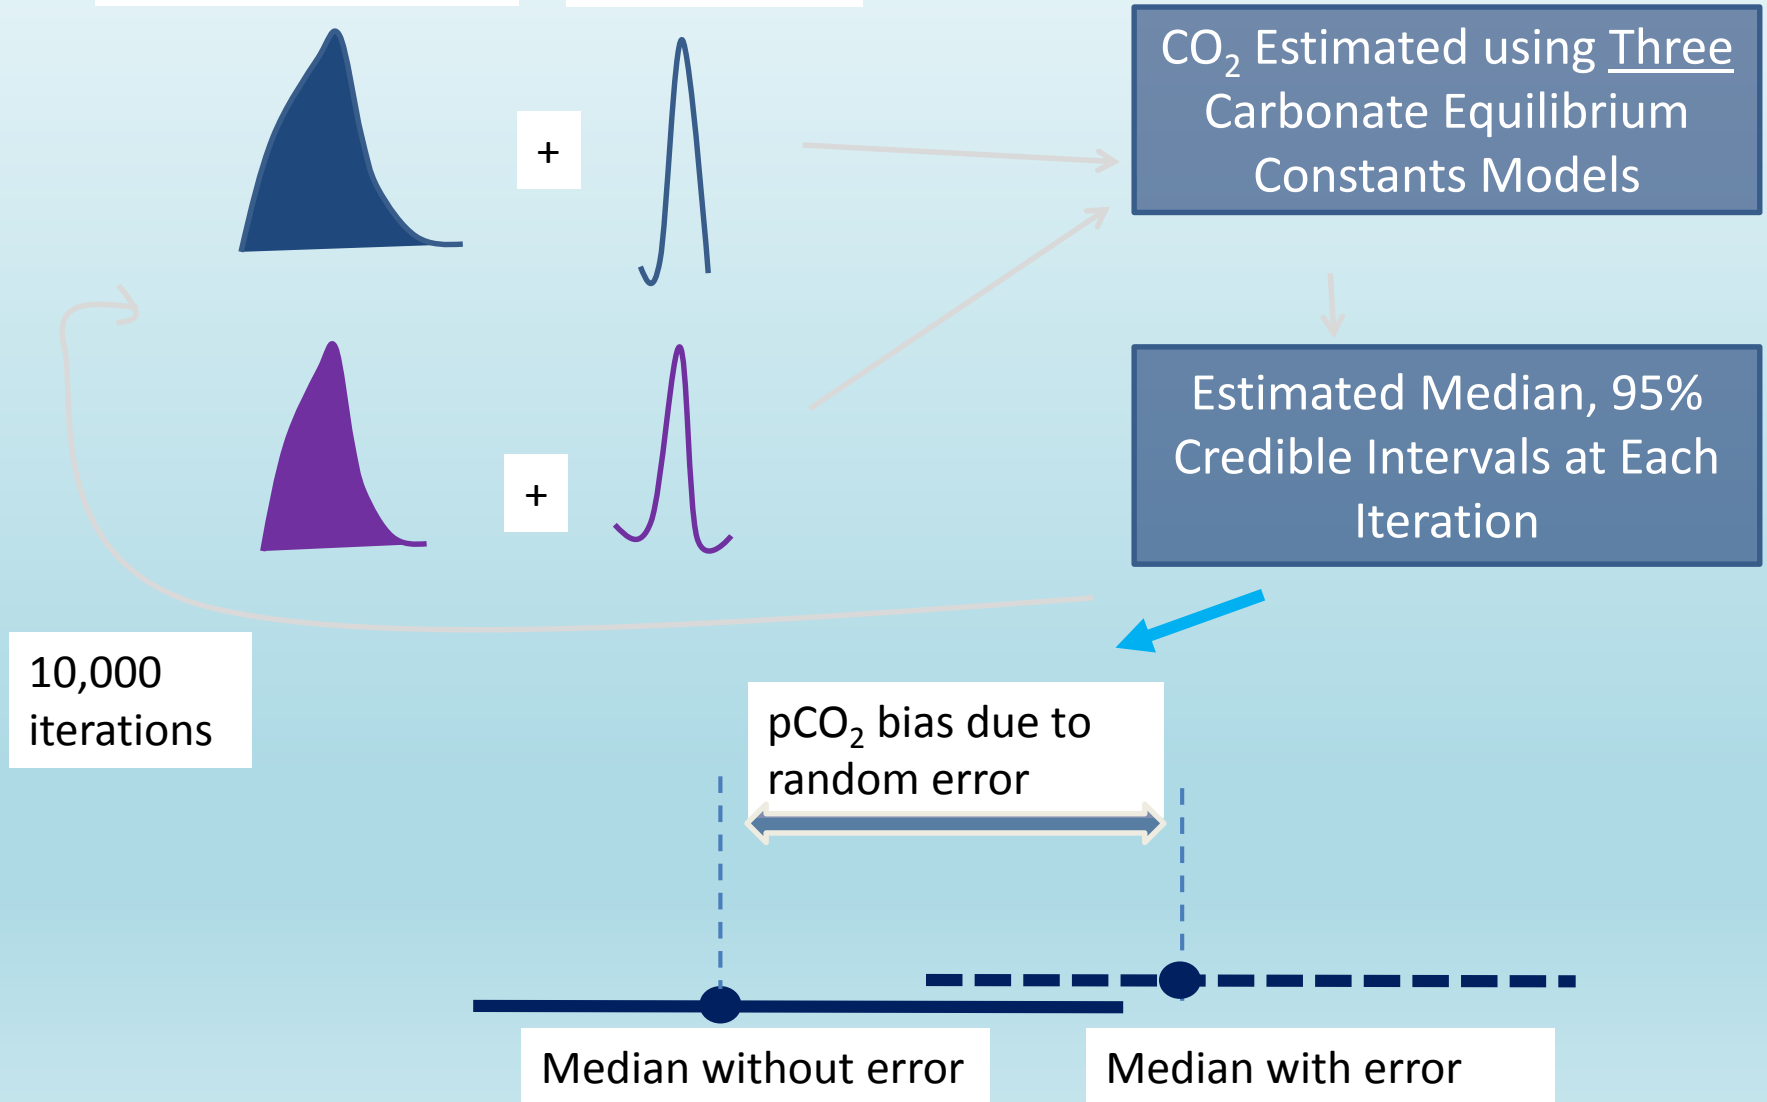 CO₂ Estimated using Three
Carbonate Equilibrium
Constants Models
+
+
Estimated Median, 95%
Credible Intervals at Each
Iteration
10,000
iterations
pCO₂ bias due to
random error
Median without error
Median with error